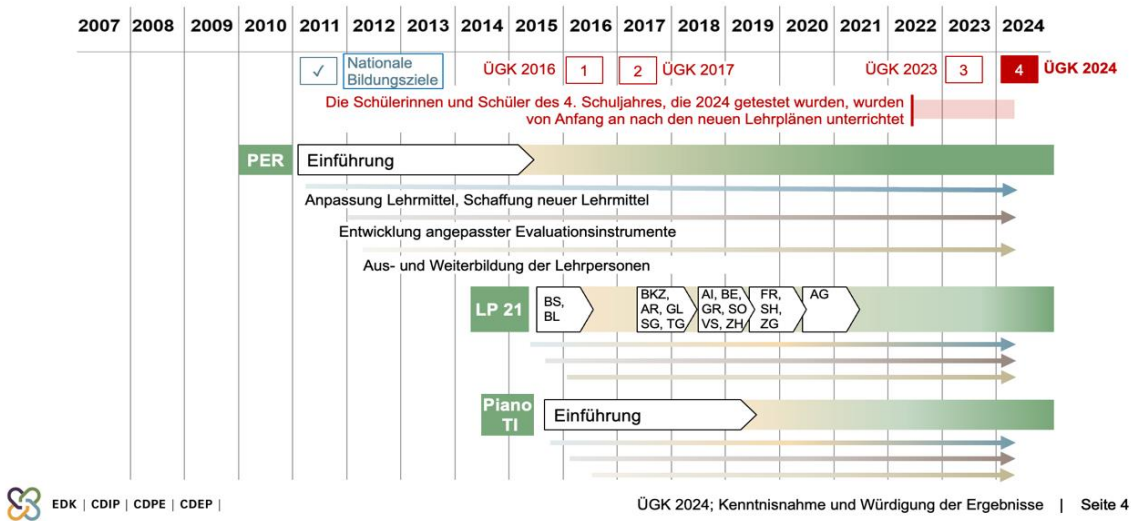 2007 2008 2009 2010 2011 2012 2013 2014 2015 2016 2017 2018 2019 2020 2021 2022 2023 2024
✓ Nationale
Bildungsziele
ÜGK 2016 1 2 ÜGK 2017 ÜGK 2023 3 4 ÜGK 2024
Die Schülerinnen und Schüler des 4. Schuljahres, die 2024 getestet wurden, wurden
von Anfang an nach den neuen Lehrplänen unterrichtet
PER Einführung
Anpassung Lehrmittel, Schaffung neuer Lehrmittel
Entwicklung angepasster Evaluationsinstrumente
Aus- und Weiterbildung der Lehrpersonen
LP 21
BS,
BL
BKZ,
AR, GL
SG, TG
AI, BE,
GR, SO
VS, ZH
FR,
SH,
ZG
AG
Piano
TI
Einführung
EDK | CDIP | CDPE | CDEP |
ÜGK 2024; Kenntnisnahme und Würdigung der Ergebnisse | Seite 4